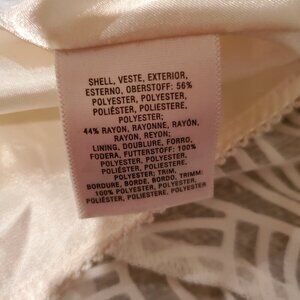 SHELL, VESTE, EXTERIOR,
ESTERNO, OBERSTOFF: 56%
POLYESTER, POLYESTER,
POLIÉSTER, POLIESTERE,
POLYESTER;
44% RAYON, RAYONNE, RAYÓN,
RAYON, REYON;
LINING, DOUBLURE, FORRO,
FODERA, FUTTERSTOFF: 100%
POLYESTER, POLYESTER,
POLIÉSTER, POLIESTERE,
POLYESTER; TRIM,
BORDURE, BORDE, BORDO, TRIMM:
100% POLYESTER, POLYESTER,
POLIÉSTER, POLIESTERE, POLYESTER